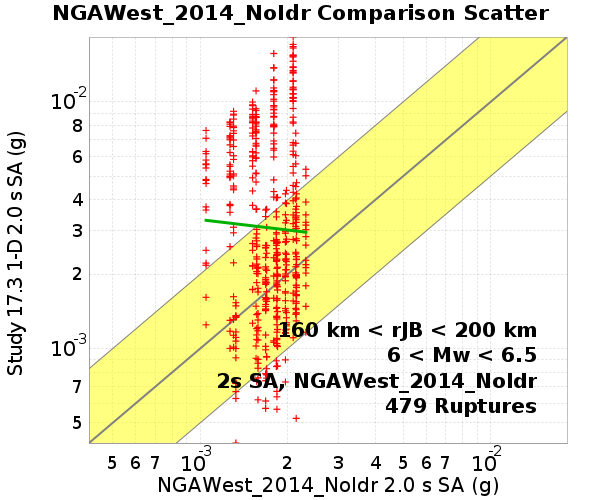 NGAWest_2014_NoIdr Comparison Scatter
Study 17.3 1-D 2.0 s SA (g)
10-2
8
6
4
3
2
10-3
7
5
160 km < rJB < 200 km
6 < Mw < 6.5
2s SA, NGAWest_2014_NoIdr
479 Ruptures
5 6 7 10-3 2 3 4 5 6 7 10-2
NGAWest_2014_NoIdr 2.0 s SA (g)